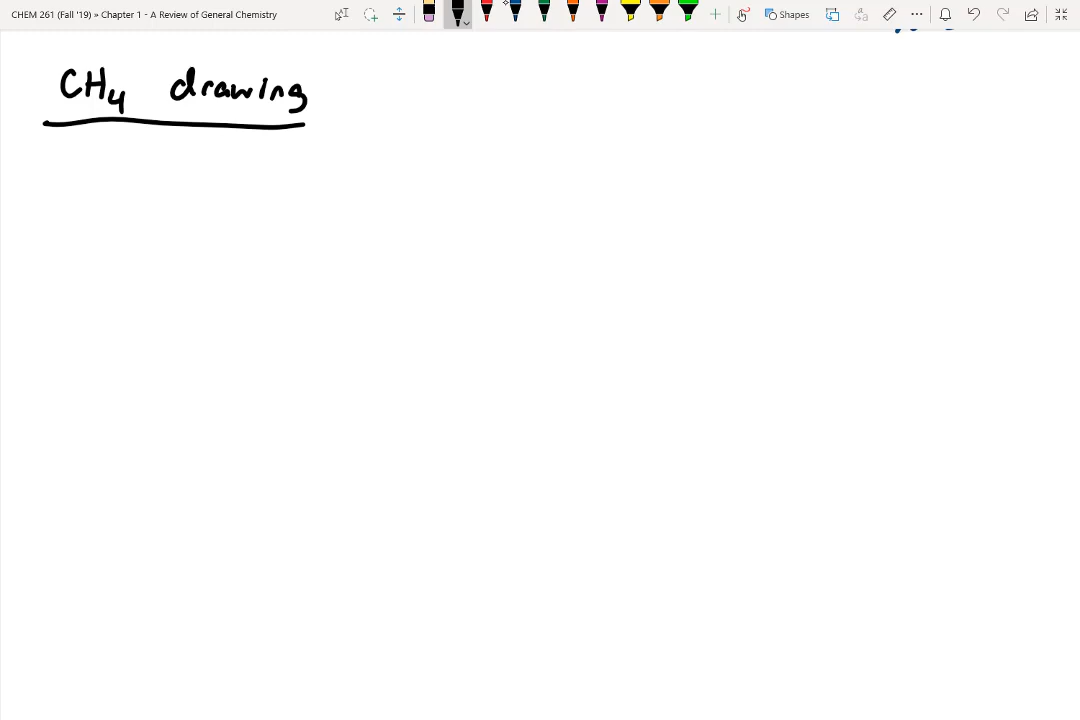 CHEM 261 (Fall '19) » Chapter 1 - A Review of General Chemistry
Shapes
CH₄ drawing